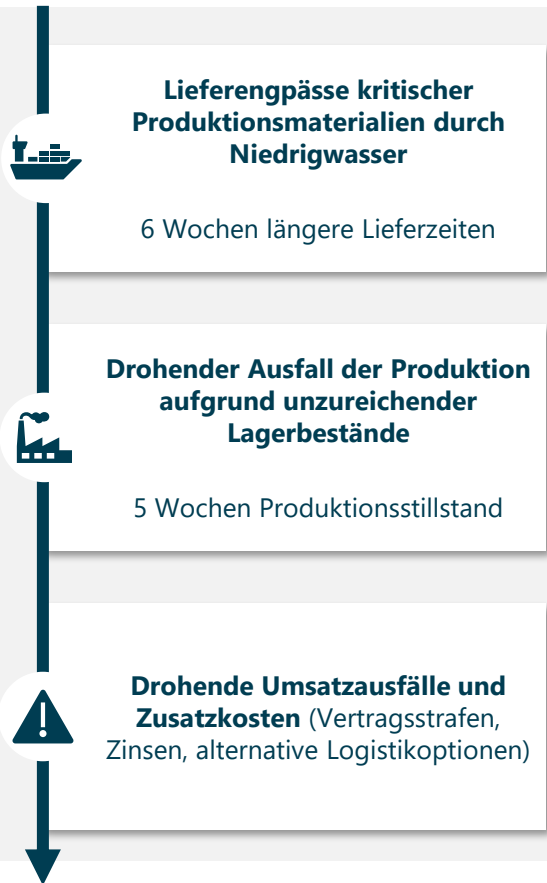 Lieferengpässe kritischer
Produktionsmaterialien durch
Niedrigwasser
6 Wochen längere Lieferzeiten
Drohender Ausfall der Produktion
aufgrund unzureichender
Lagerbestände
5 Wochen Produktionsstillstand
Drohende Umsatzausfälle und
Zusatzkosten (Vertragsstrafen,
Zinsen, alternative Logistikoptionen)